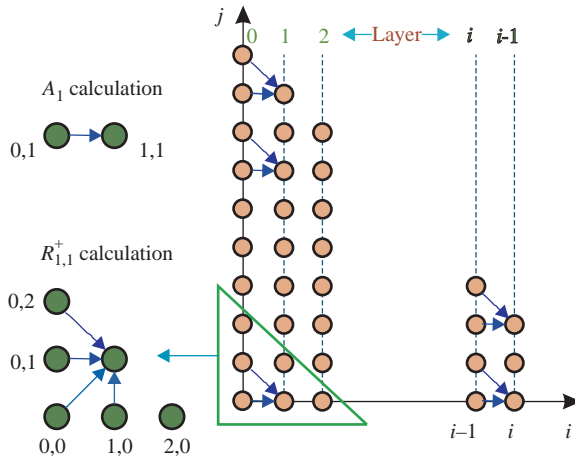 j
0 1 2 Layer i i-1
A1 calculation
0,1 1,1
R+1,1 calculation
0,2
0,1
0,0 1,0 2,0
i–1 i i